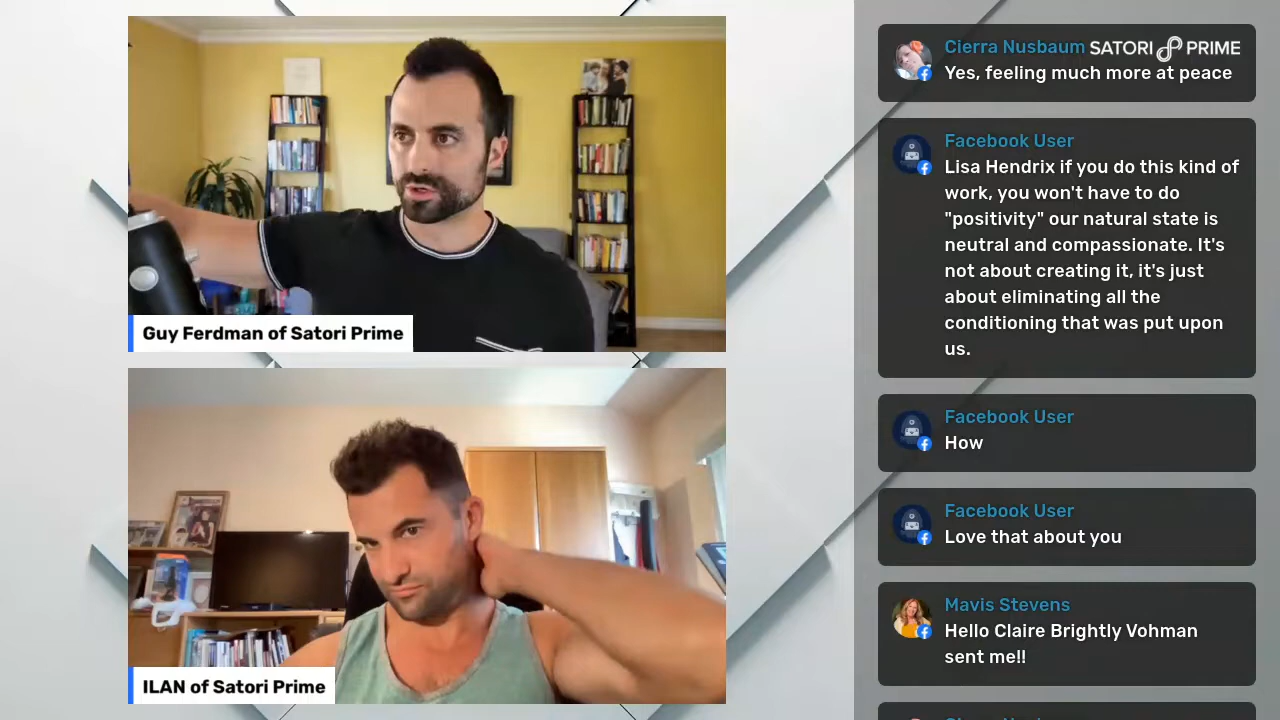 Guy Ferdman of Satori Prime
ILAN of Satori Prime
Cierra Nusbaum
SATORI PRIME
Yes, feeling much more at peace
Facebook User
Lisa Hendrix if you do this kind of
work, you won't have to do
"positivity" our natural state is
neutral and compassionate. It's
not about creating it, it's just
about eliminating all the
conditioning that was put upon
us.
Facebook User
How
Facebook User
Love that about you
Mavis Stevens
Hello Claire Brightly Vohman
sent me!!